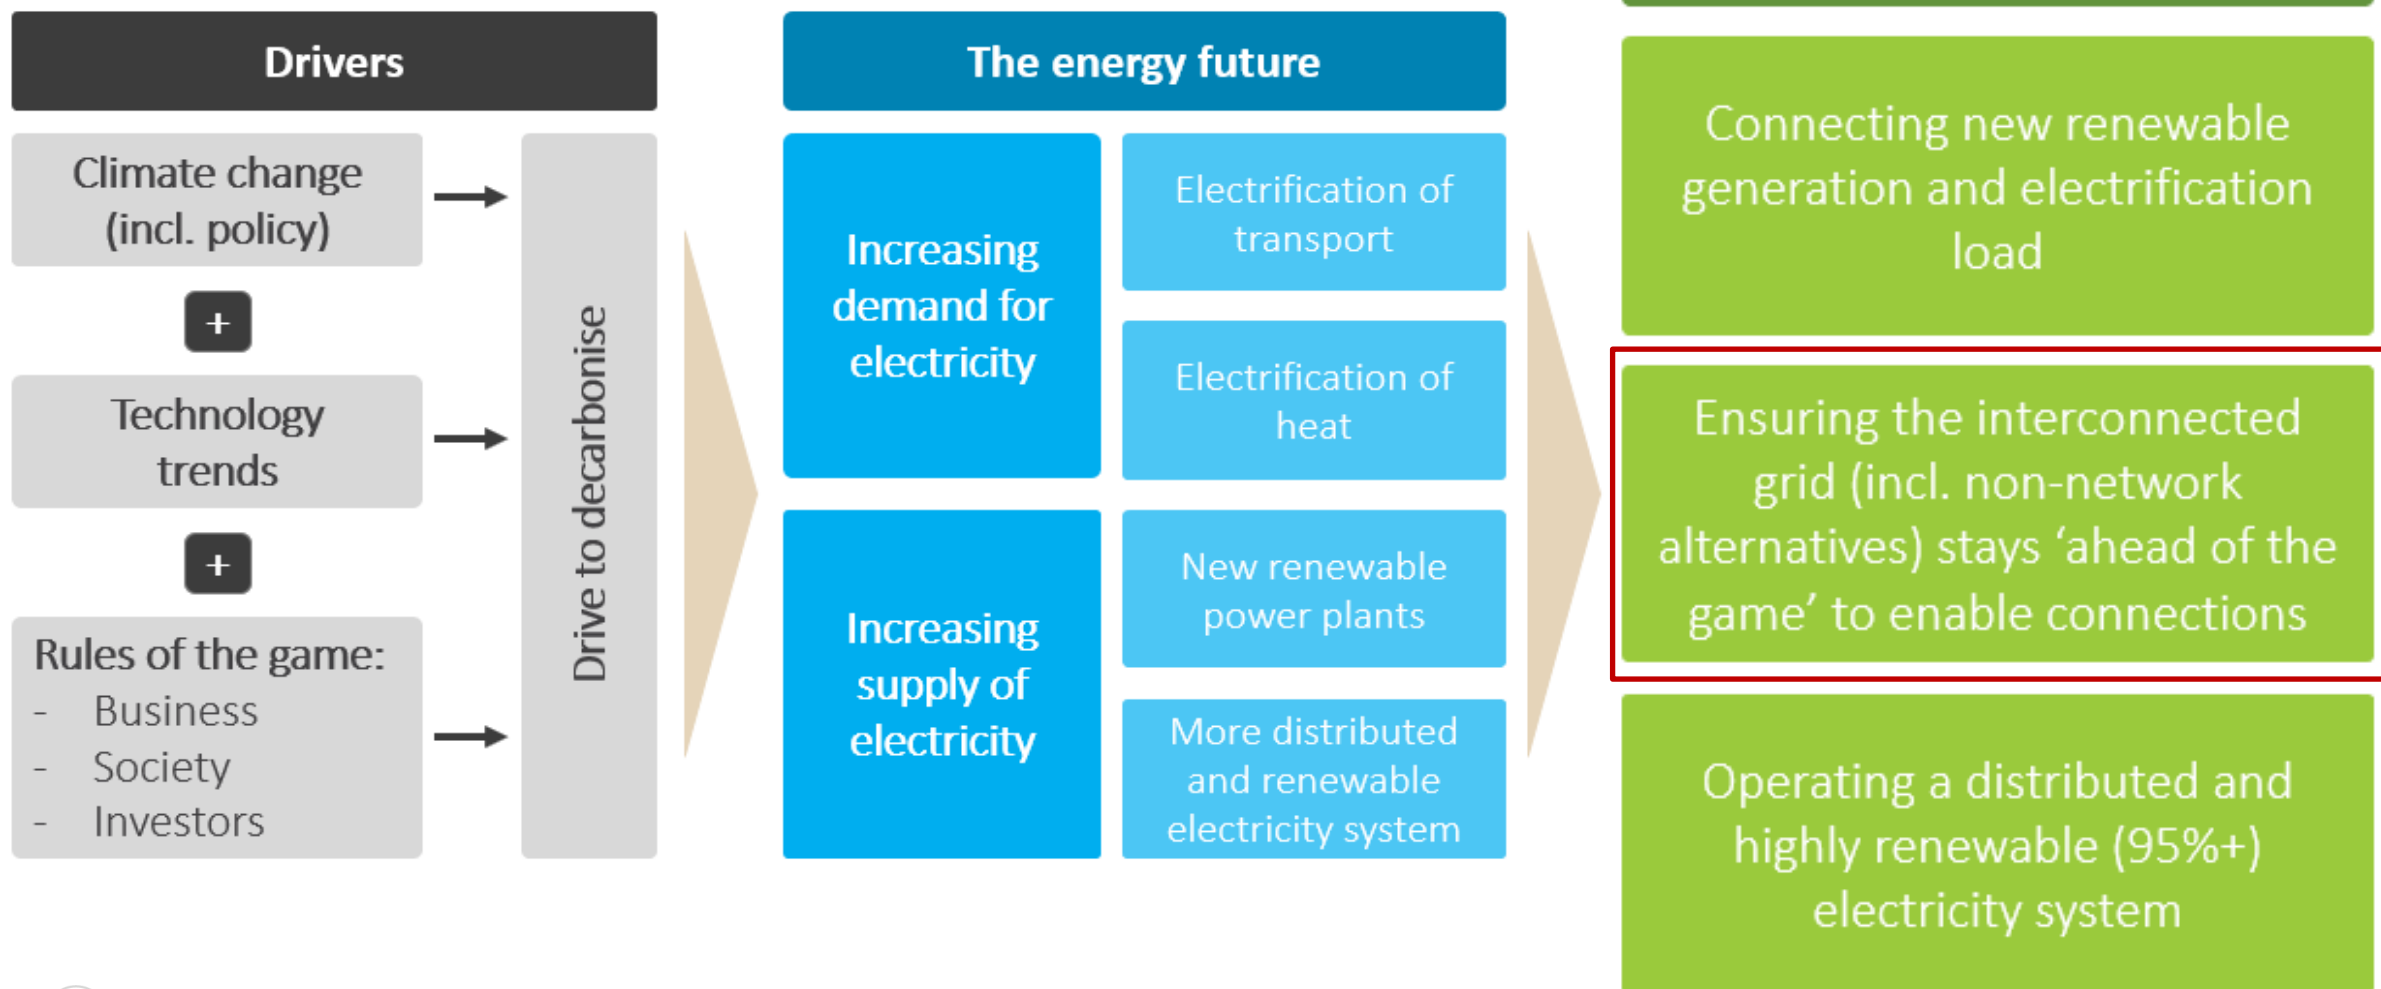 Drivers
Climate change
(incl. policy)
+
Technology
trends
+
Rules of the game:
- Business
- Society
- Investors
Drive to decarbonise
The energy future
Increasing
demand for
electricity
Electrification of
transport
Electrification of
heat
Increasing
supply of
electricity
New renewable
power plants
More distributed
and renewable
electricity system
Connecting new renewable
generation and electrification
load
Ensuring the interconnected
grid (incl. non-network
alternatives) stays ‘ahead of the
game’ to enable connections
Operating a distributed and
highly renewable (95%+)
electricity system